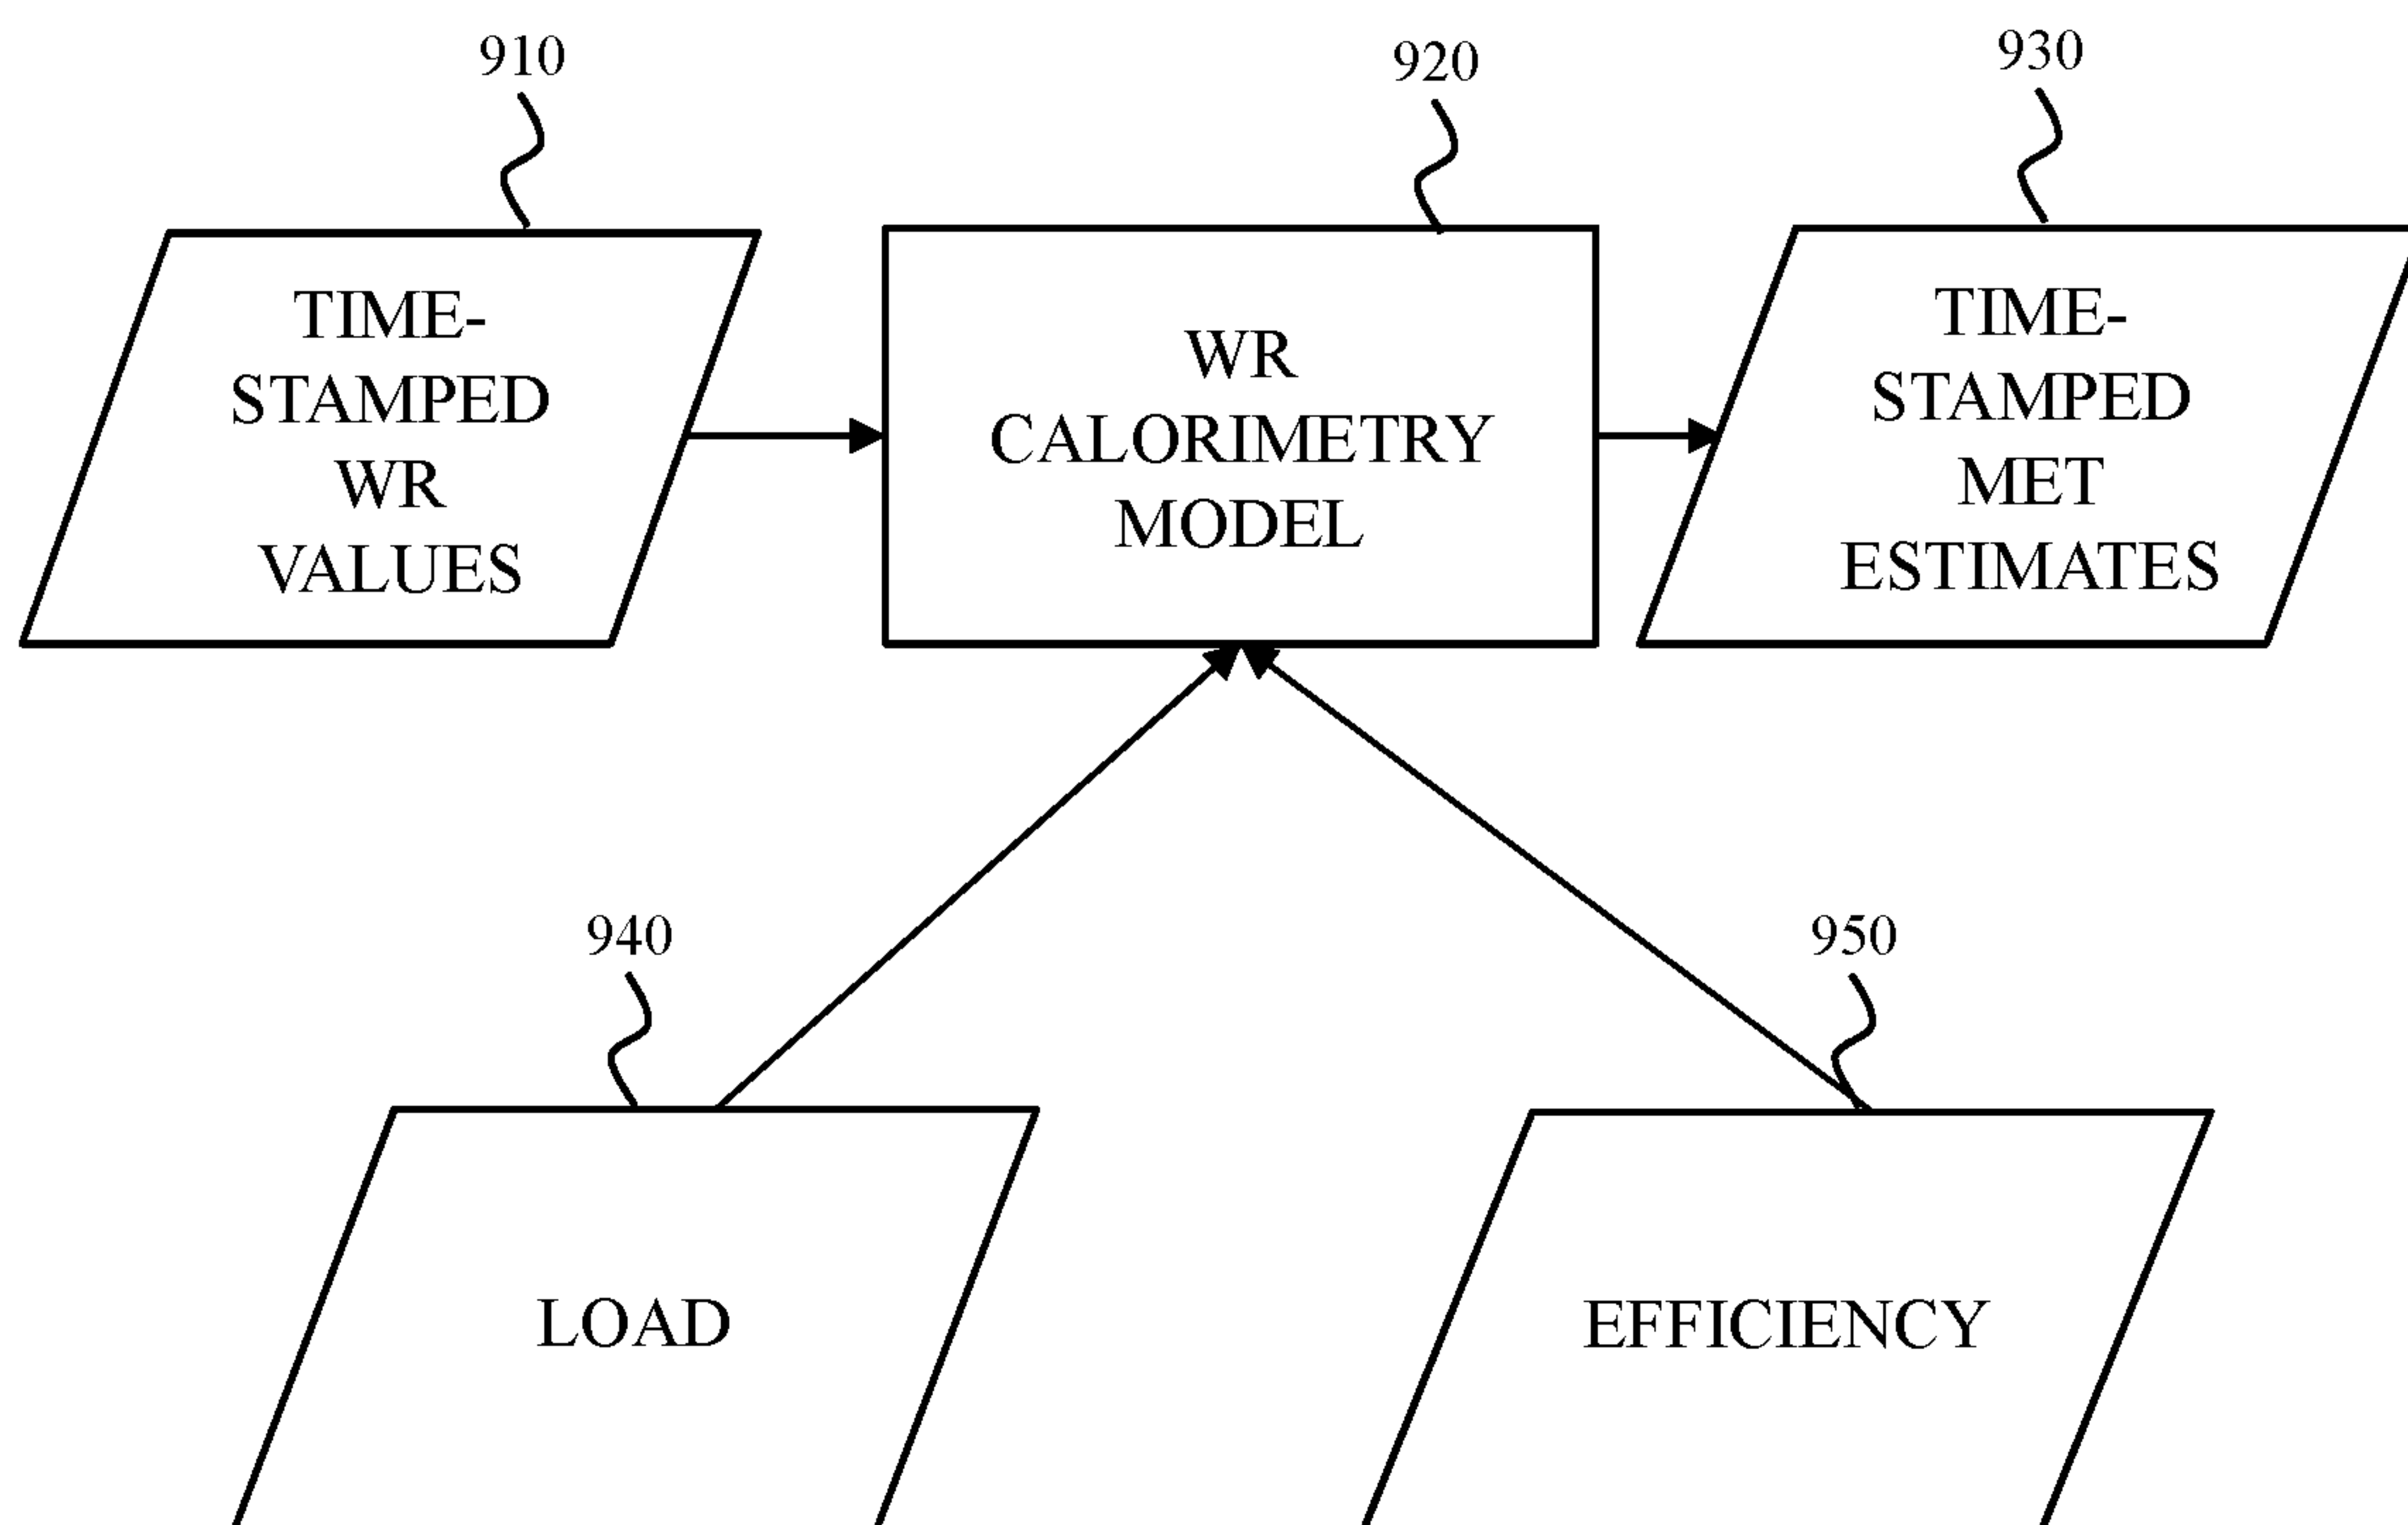 910
920
930
TIME-
STAMPED
WR
VALUES
WR
CALORIMETRY
MODEL
TIME-
STAMPED
MET
ESTIMATES
940
950
LOAD
EFFICIENCY